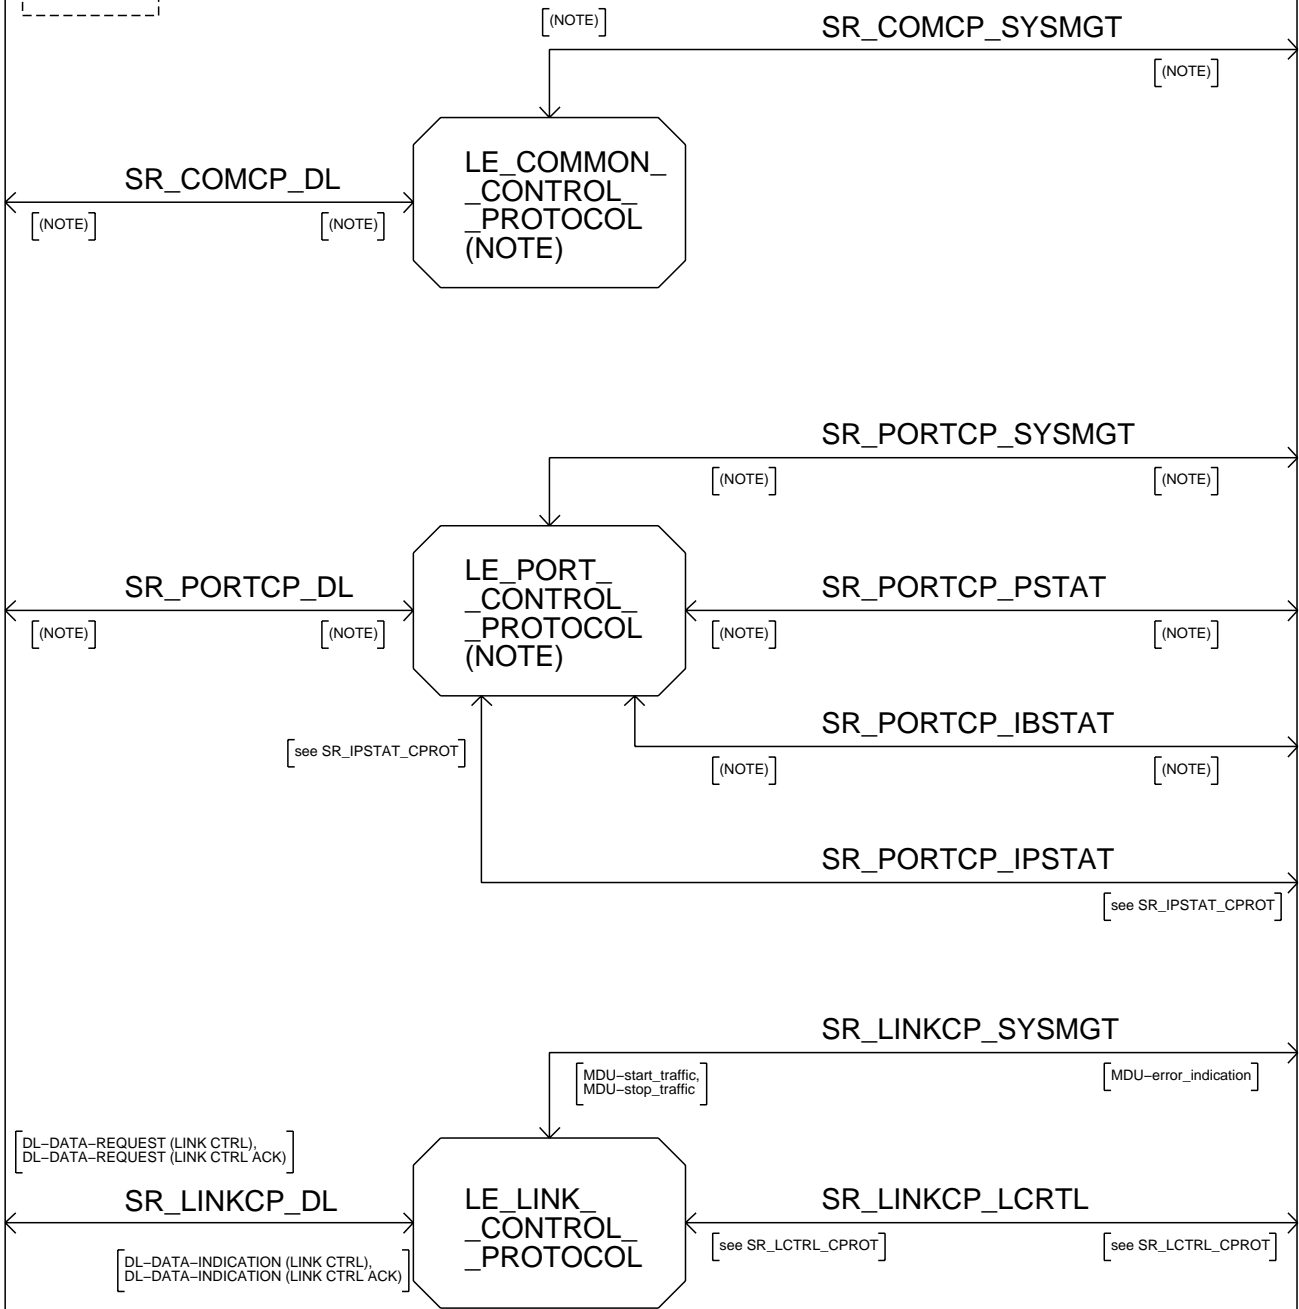 (NOTE)
SR_COMCP_SYSMGT
(NOTE)
LE_COMMON_
_CONTROL_
_PROTOCOL
(NOTE)
SR_COMCP_DL
(NOTE)
(NOTE)
SR_PORTCP_SYSMGT
(NOTE)
(NOTE)
LE_PORT_
_CONTROL_
_PROTOCOL
(NOTE)
SR_PORTCP_DL
(NOTE)
(NOTE)
SR_PORTCP_PSTAT
(NOTE)
(NOTE)
SR_PORTCP_IBSTAT
(NOTE)
(NOTE)
see SR_IPSTAT_CPROT
SR_PORTCP_IPSTAT
see SR_IPSTAT_CPROT
SR_LINKCP_SYSMGT
MDU−start_traffic,
MDU−stop_traffic
MDU−error_indication
DL−DATA−REQUEST (LINK CTRL),
DL−DATA−REQUEST (LINK CTRL ACK)
SR_LINKCP_DL
DL−DATA−INDICATION (LINK CTRL),
DL−DATA−INDICATION (LINK CTRL ACK)
LE_LINK_
_CONTROL_
_PROTOCOL
SR_LINKCP_LCRTL
see SR_LCTRL_CPROT
see SR_LCTRL_CPROT